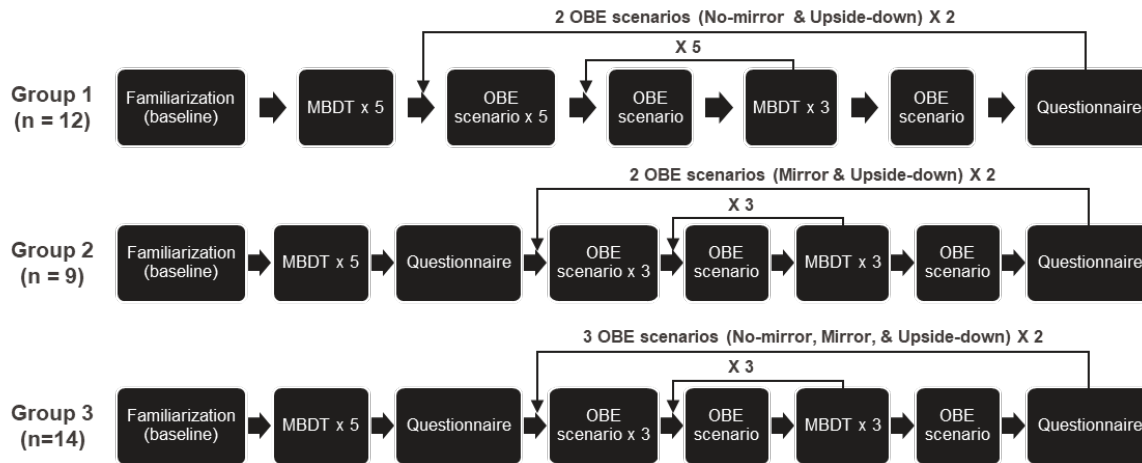 2 OBE scenarios (No-mirror & Upside-down) X 2
X 5
Group 1
(n = 12)
Familiarization
(baseline)
MBDT x 5
OBE
scenario x 5
OBE
scenario
MBDT x 3
OBE
scenario
Questionnaire
2 OBE scenarios (Mirror & Upside-down) X 2
X 3
Group 2
(n = 9)
Familiarization
(baseline)
MBDT x 5
Questionnaire
OBE
scenario x 3
OBE
scenario
MBDT x 3
OBE
scenario
Questionnaire
3 OBE scenarios (No-mirror, Mirror, & Upside-down) X 2
X 3
Group 3
(n=14)
Familiarization
(baseline)
MBDT x 5
Questionnaire
OBE
scenario x 3
OBE
scenario
MBDT x 3
OBE
scenario
Questionnaire